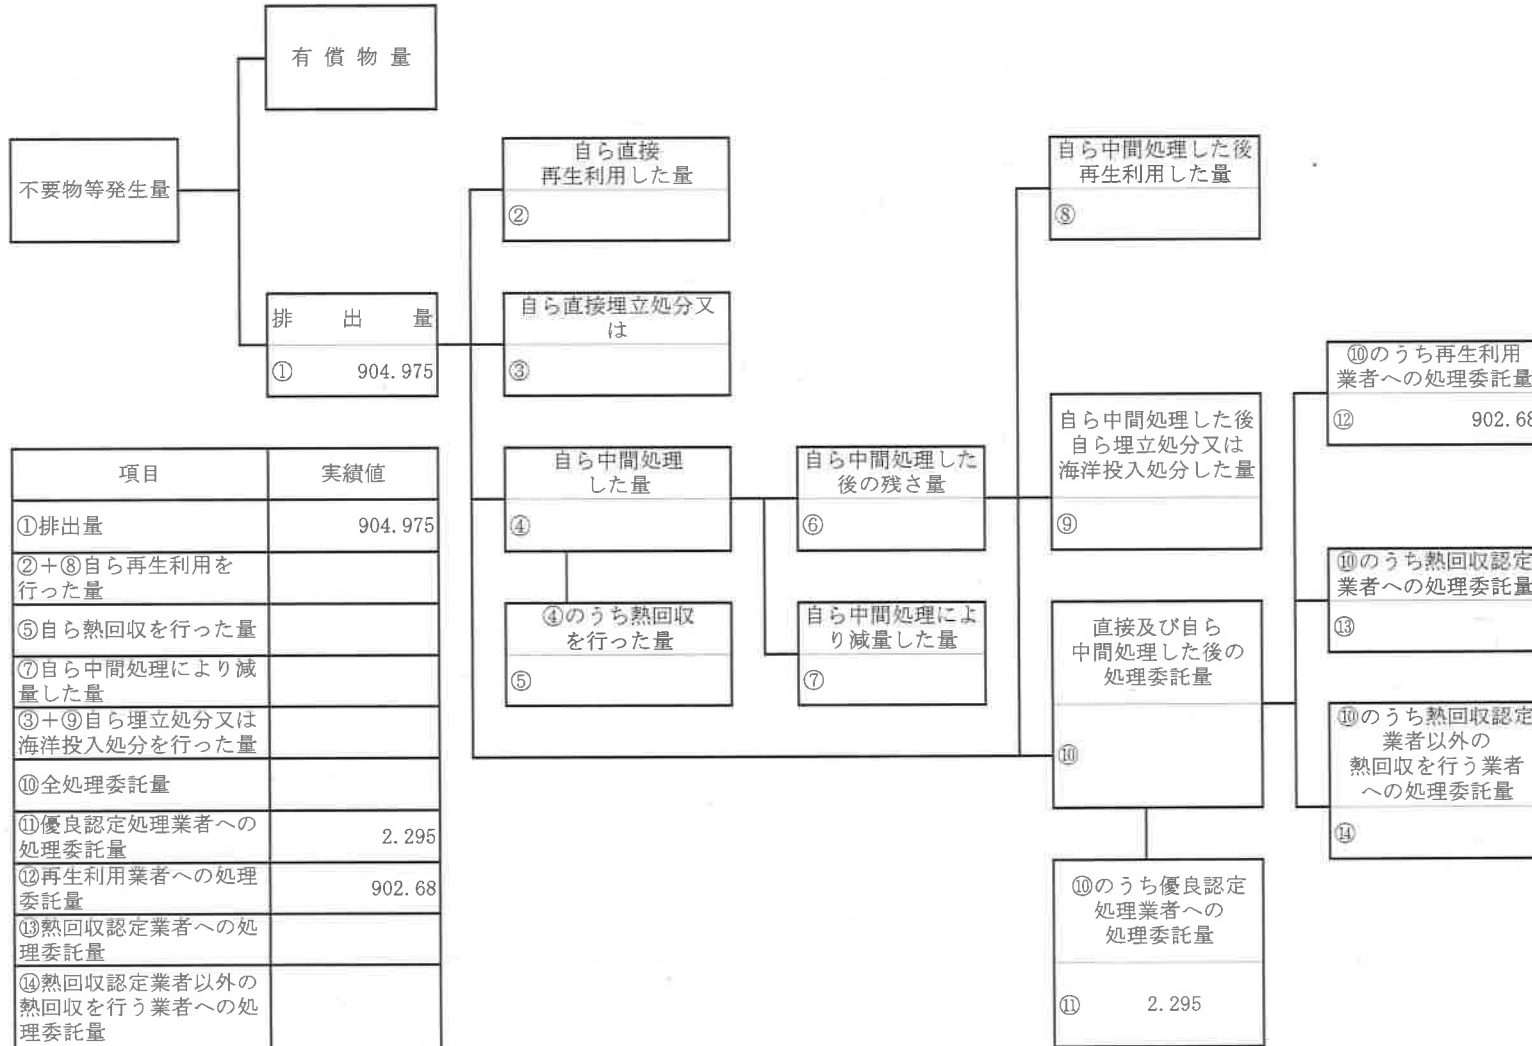 有償物量
不要物等発生量
排出量
① 904.975
自ら直接
再生利用した量
②
自ら直接埋立処分又
は
③
自ら中間処理
した量
④
④のうち熱回収
を行った量
⑤
自ら中間処理した
後の残さ量
⑥
自ら中間処理によ
り減量した量
⑦
自ら中間処理した後
再生利用した量
⑧
自ら中間処理した後
自ら埋立処分又は
海洋投入処分した量
⑨
直接及び自ら
中間処理した後の
処理委託量
⑩
⑩のうち優良認定
処理業者への
処理委託量
⑪ 2.295
⑩のうち再生利用
業者への処理委託量
⑫ 902.68
⑩のうち熱回収認定
業者への処理委託量
⑬
⑩のうち熱回収認定
業者以外の
熱回収を行う業者
への処理委託量
⑭
項目 実績値
①排出量 904.975
②+⑧自ら再生利用を
行った量
⑤自ら熱回収を行った量
⑦自ら中間処理により減
量した量
③+⑨自ら埋立処分又は
海洋投入処分を行った量
⑩全処理委託量
⑪優良認定処理業者への
処理委託量 2.295
⑫再生利用業者への処理
委託量 902.68
⑬熱回収認定業者への処
理委託量
⑭熱回収認定業者以外の
熱回収を行う業者への処
理委託量